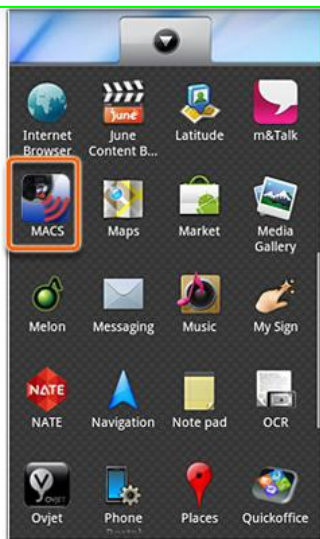 June
Internet
Browser
June
Content B...
Latitude
m&Talk
MACS
Maps
Market
Media
Gallery
Melon
Messaging
Music
My Sign
NATE
NATE
Navigation
Note pad
OCR
OVJET
Ovjet
Phone
Portal
Places
Quickoffice